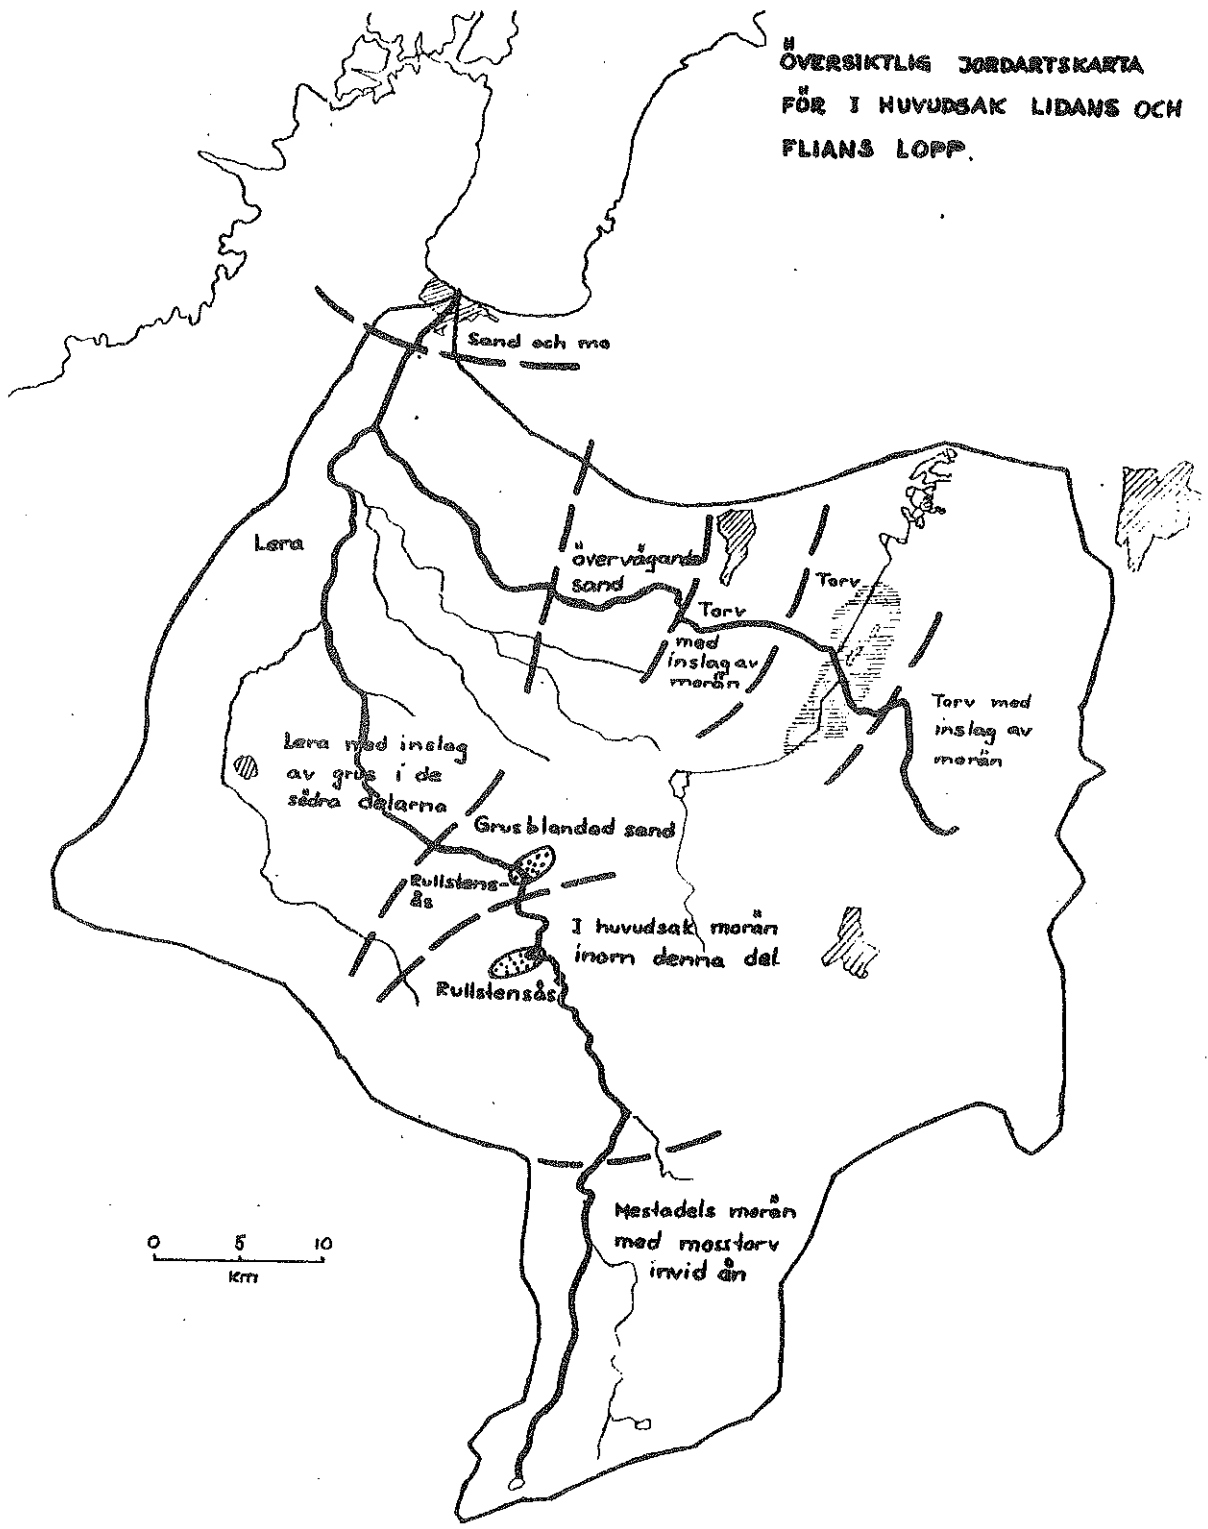 ÖVERSIKTLIG JORDARTSKARTA
FÖR I HUVUDSAK LIDANS OCH
FLIANS LOPP.
Sand och mo
Lera
övervägande
sand
Torv
Torv
med
inslag av
morän
Torv med
inslag av
morän
Lera med inslag
av grus i de
södra delarna
Grusblandad sand
Rullstens-
ås
I huvudsak morän
inom denna del
Rullstensås
Mestadels morän
med mosstorv
invid ån
0 5 10
km